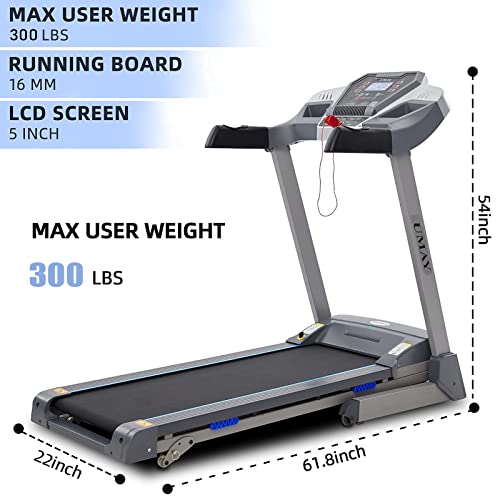 MAX USER WEIGHT
300 LBS
RUNNING BOARD
16 MM
LCD SCREEN
5 INCH
MAX USER WEIGHT
300 LBS
UMAY
54inch
22inch
61.8inch